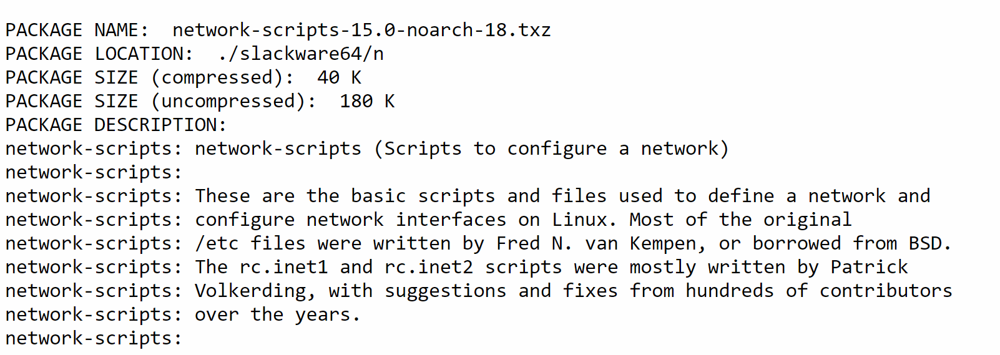 PACKAGE NAME:  network-scripts-15.0-noarch-18.txz
PACKAGE LOCATION:  ./slackware64/n
PACKAGE SIZE (compressed):  40 K
PACKAGE SIZE (uncompressed):  180 K
PACKAGE DESCRIPTION:
network-scripts: network-scripts (Scripts to configure a network)
network-scripts:
network-scripts: These are the basic scripts and files used to define a network and
network-scripts: configure network interfaces on Linux. Most of the original
network-scripts: /etc files were written by Fred N. van Kempen, or borrowed from BSD.
network-scripts: The rc.inet1 and rc.inet2 scripts were mostly written by Patrick
network-scripts: Volkerding, with suggestions and fixes from hundreds of contributors
network-scripts: over the years.
network-scripts: